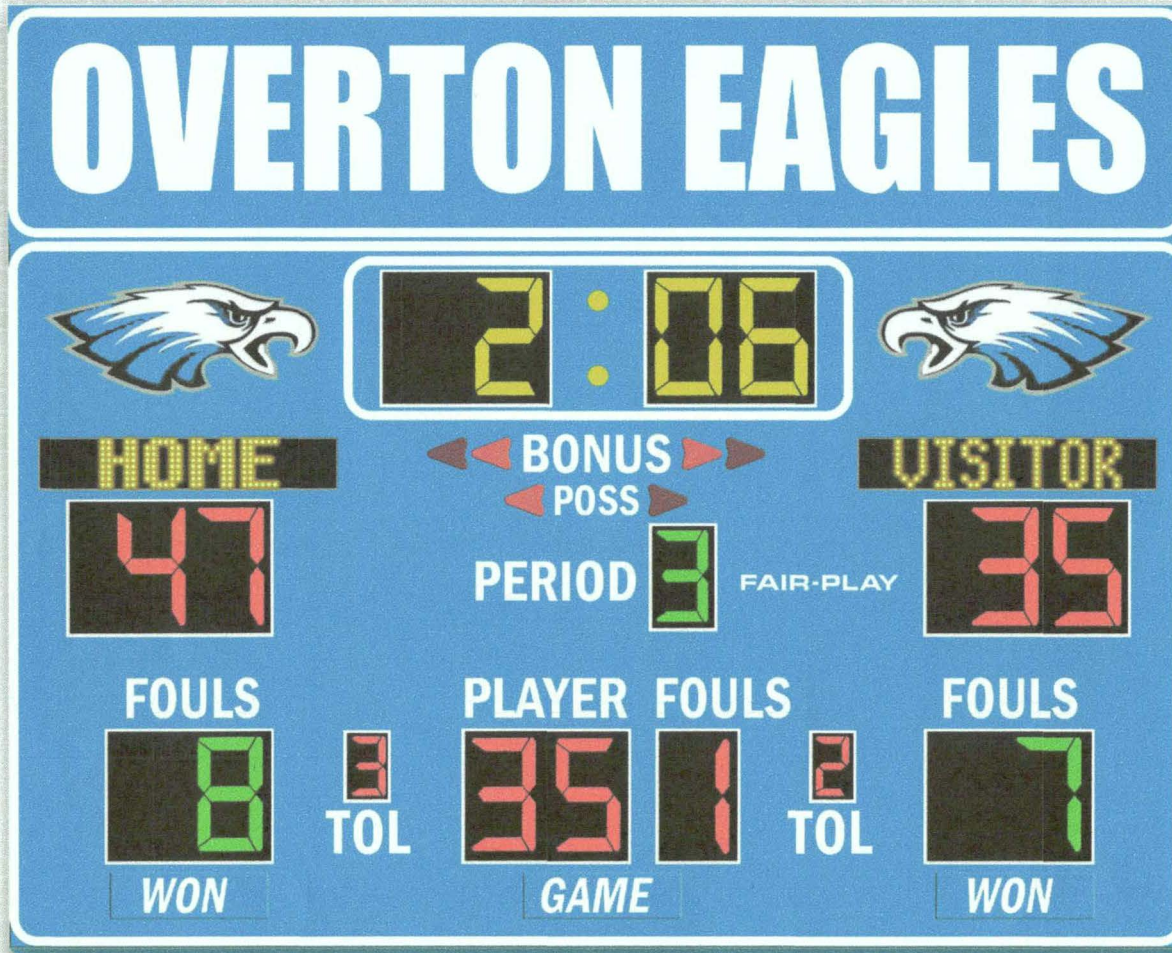 OVERTON EAGLES
2:06
HOME BONUS VISITOR
POSS
47 PERIOD 3 FAIR-PLAY 35
FOULS PLAYER FOULS FOULS
8 3 35 1 2 7
TOL TOL
WON GAME WON